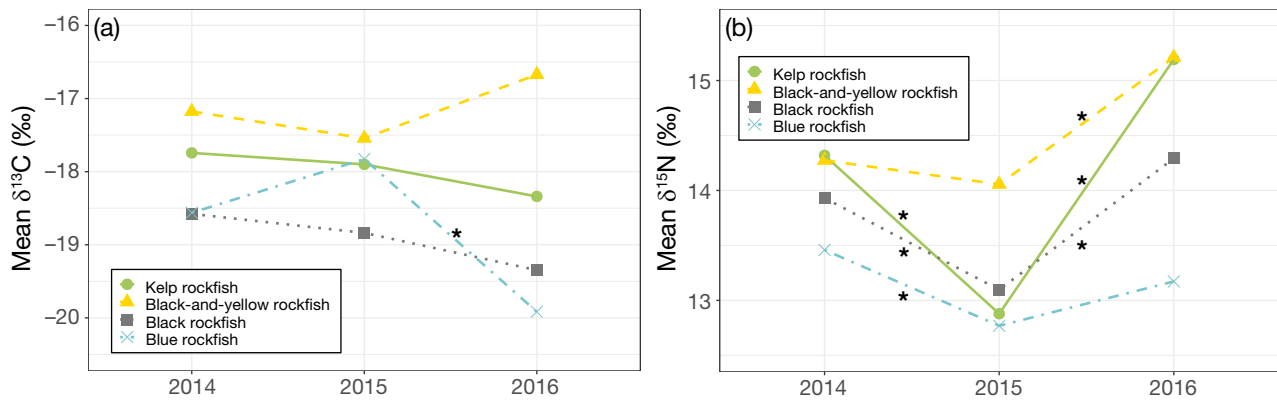 (a)
Mean δ¹³C (‰)
−16
−17
−18
−19
−20
*
Kelp rockfish
Black-and-yellow rockfish
Black rockfish
Blue rockfish
2014 2015 2016
(b)
Mean δ¹⁵N (‰)
15
14
13
Kelp rockfish
Black-and-yellow rockfish
Black rockfish
Blue rockfish
*
*
*
*
*
*
2014 2015 2016